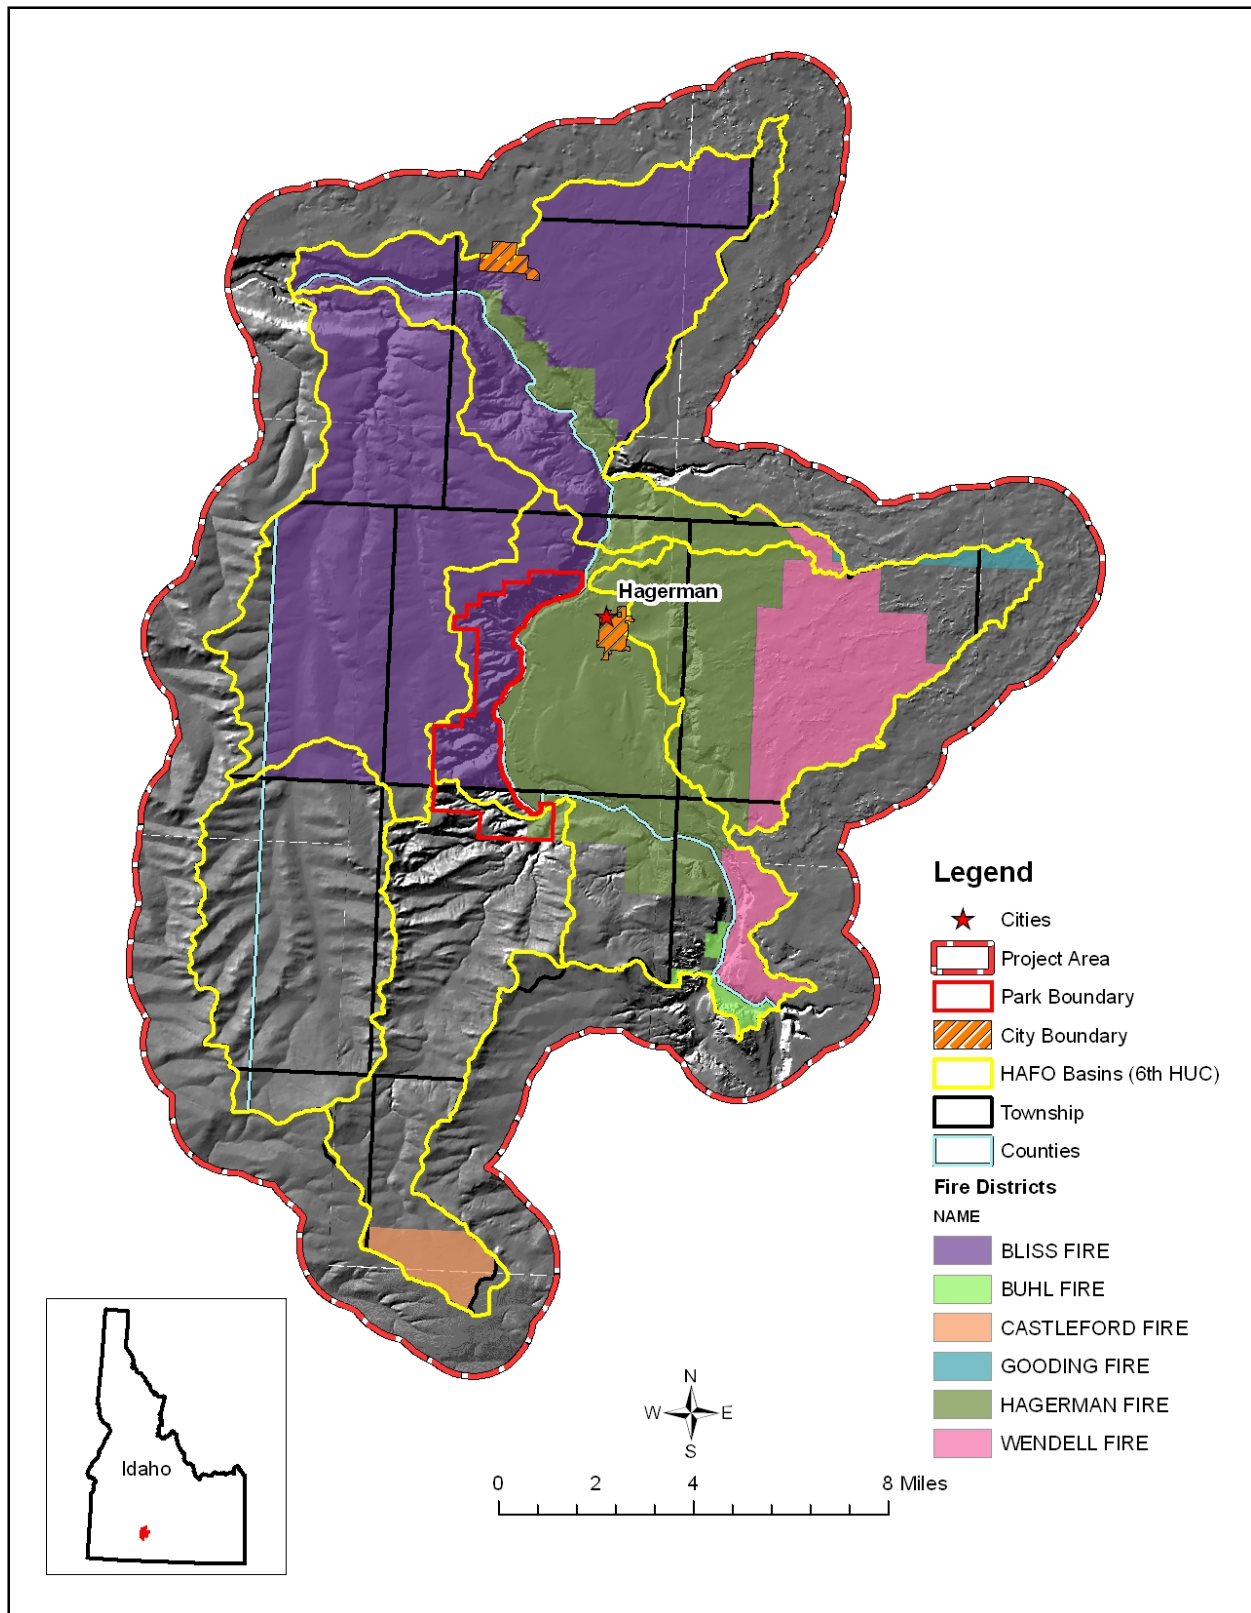 Hagerman
Legend
Cities
Project Area
Park Boundary
City Boundary
HAFO Basins (6th HUC)
Township
Counties
Fire Districts
NAME
BLISS FIRE
BUHL FIRE
CASTLEFORD FIRE
GOODING FIRE
HAGERMAN FIRE
WENDELL FIRE
Idaho
N
W E
S
0 2 4 8 Miles